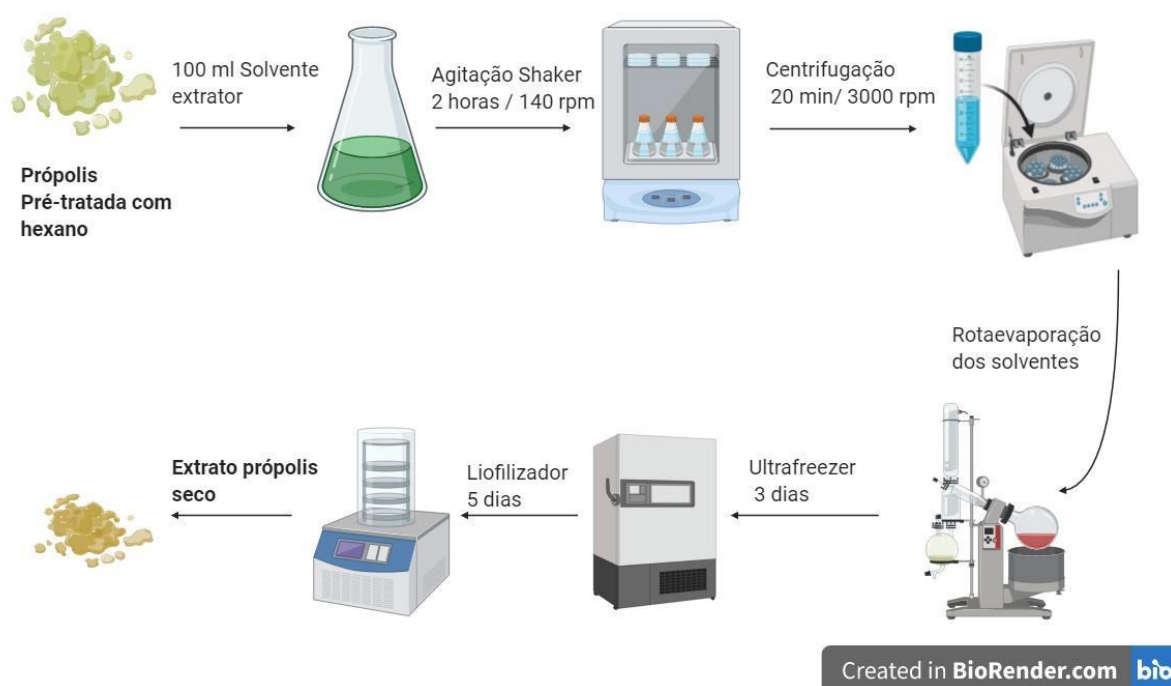 100 ml Solvente
extrator
Agitação Shaker
2 horas / 140 rpm
Centrifugação
20 min/ 3000 rpm
Própolis
Pré-tratada com
hexano
Rotaevaporação
dos solventes
Ultrafreezer
3 dias
Liofilizador
5 dias
Extrato própolis
seco
Created in BioRender.com bio